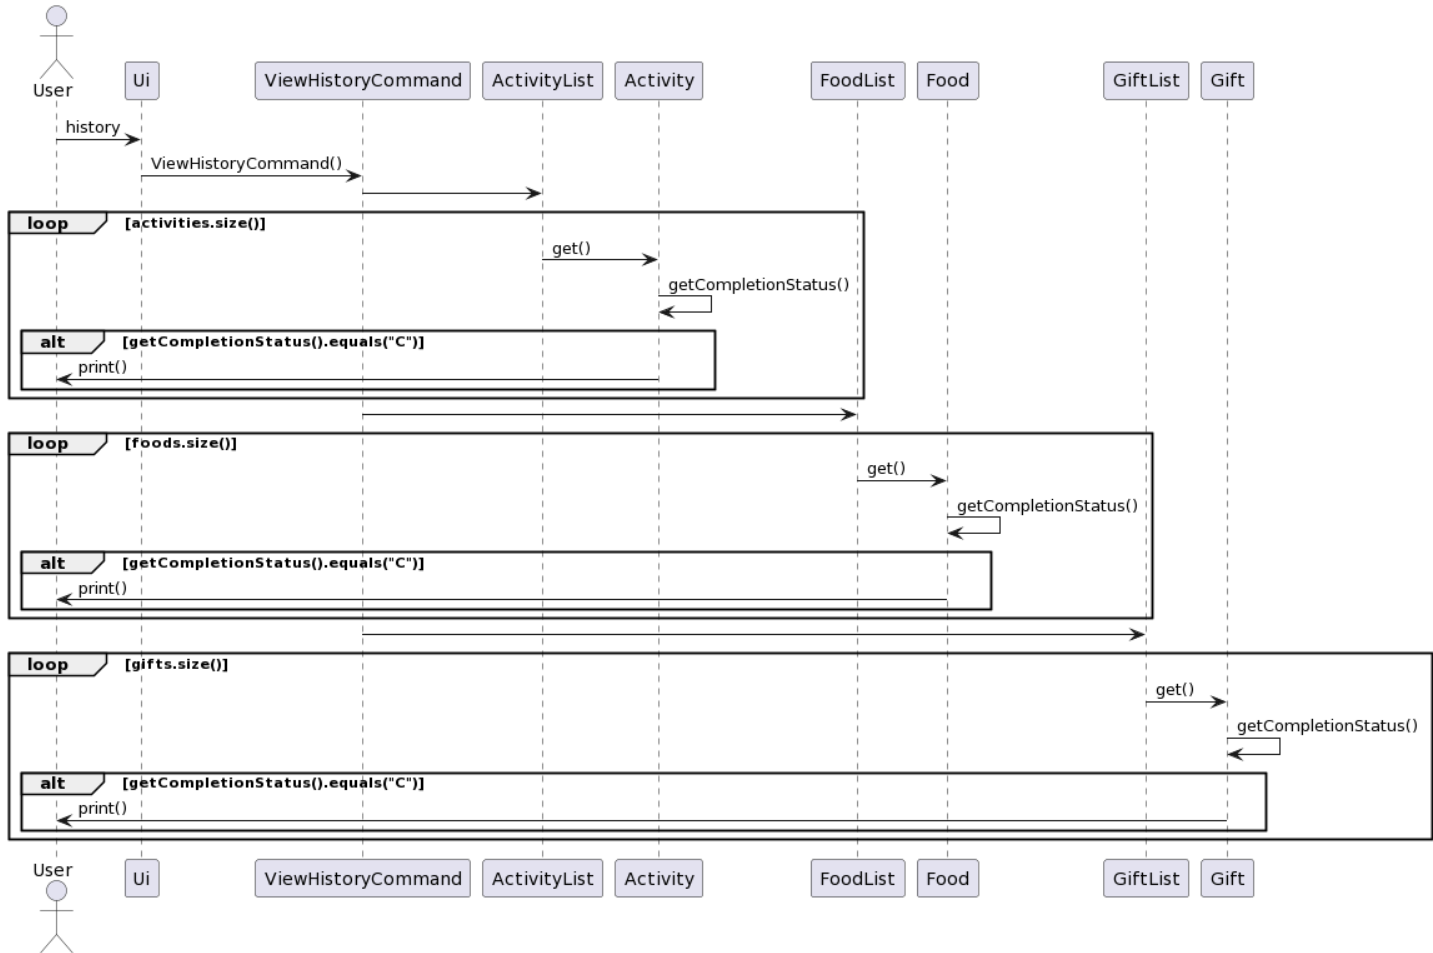 User
Ui
ViewHistoryCommand
ActivityList
Activity
FoodList
Food
GiftList
Gift
history
ViewHistoryCommand()
loop
[activities.size()]
get()
getCompletionStatus()
alt
[getCompletionStatus().equals("C")]
print()
loop
[foods.size()]
get()
getCompletionStatus()
alt
[getCompletionStatus().equals("C")]
print()
loop
[gifts.size()]
get()
getCompletionStatus()
alt
[getCompletionStatus().equals("C")]
print()
User
Ui
ViewHistoryCommand
ActivityList
Activity
FoodList
Food
GiftList
Gift